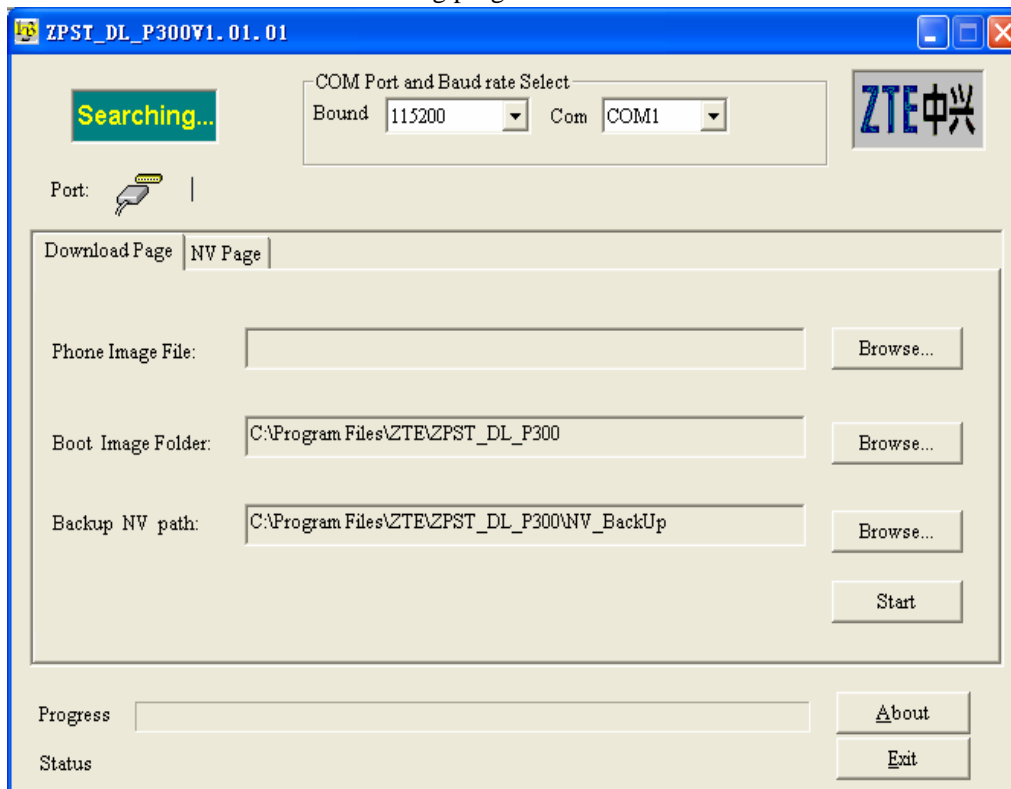 ng prog
ZPST_DL_P300V1.01.01
Searching...
COM Port and Baud rate Select
Bound 115200 Com COM1
ZTE中兴
Port:
Download Page NV Page
Phone Image File: Browse...
Boot Image Folder: C:\Program Files\ZTE\ZPST_DL_P300 Browse...
Backup NV path: C:\Program Files\ZTE\ZPST_DL_P300\NV_BackUp Browse...
Start
Progress About
Status Exit